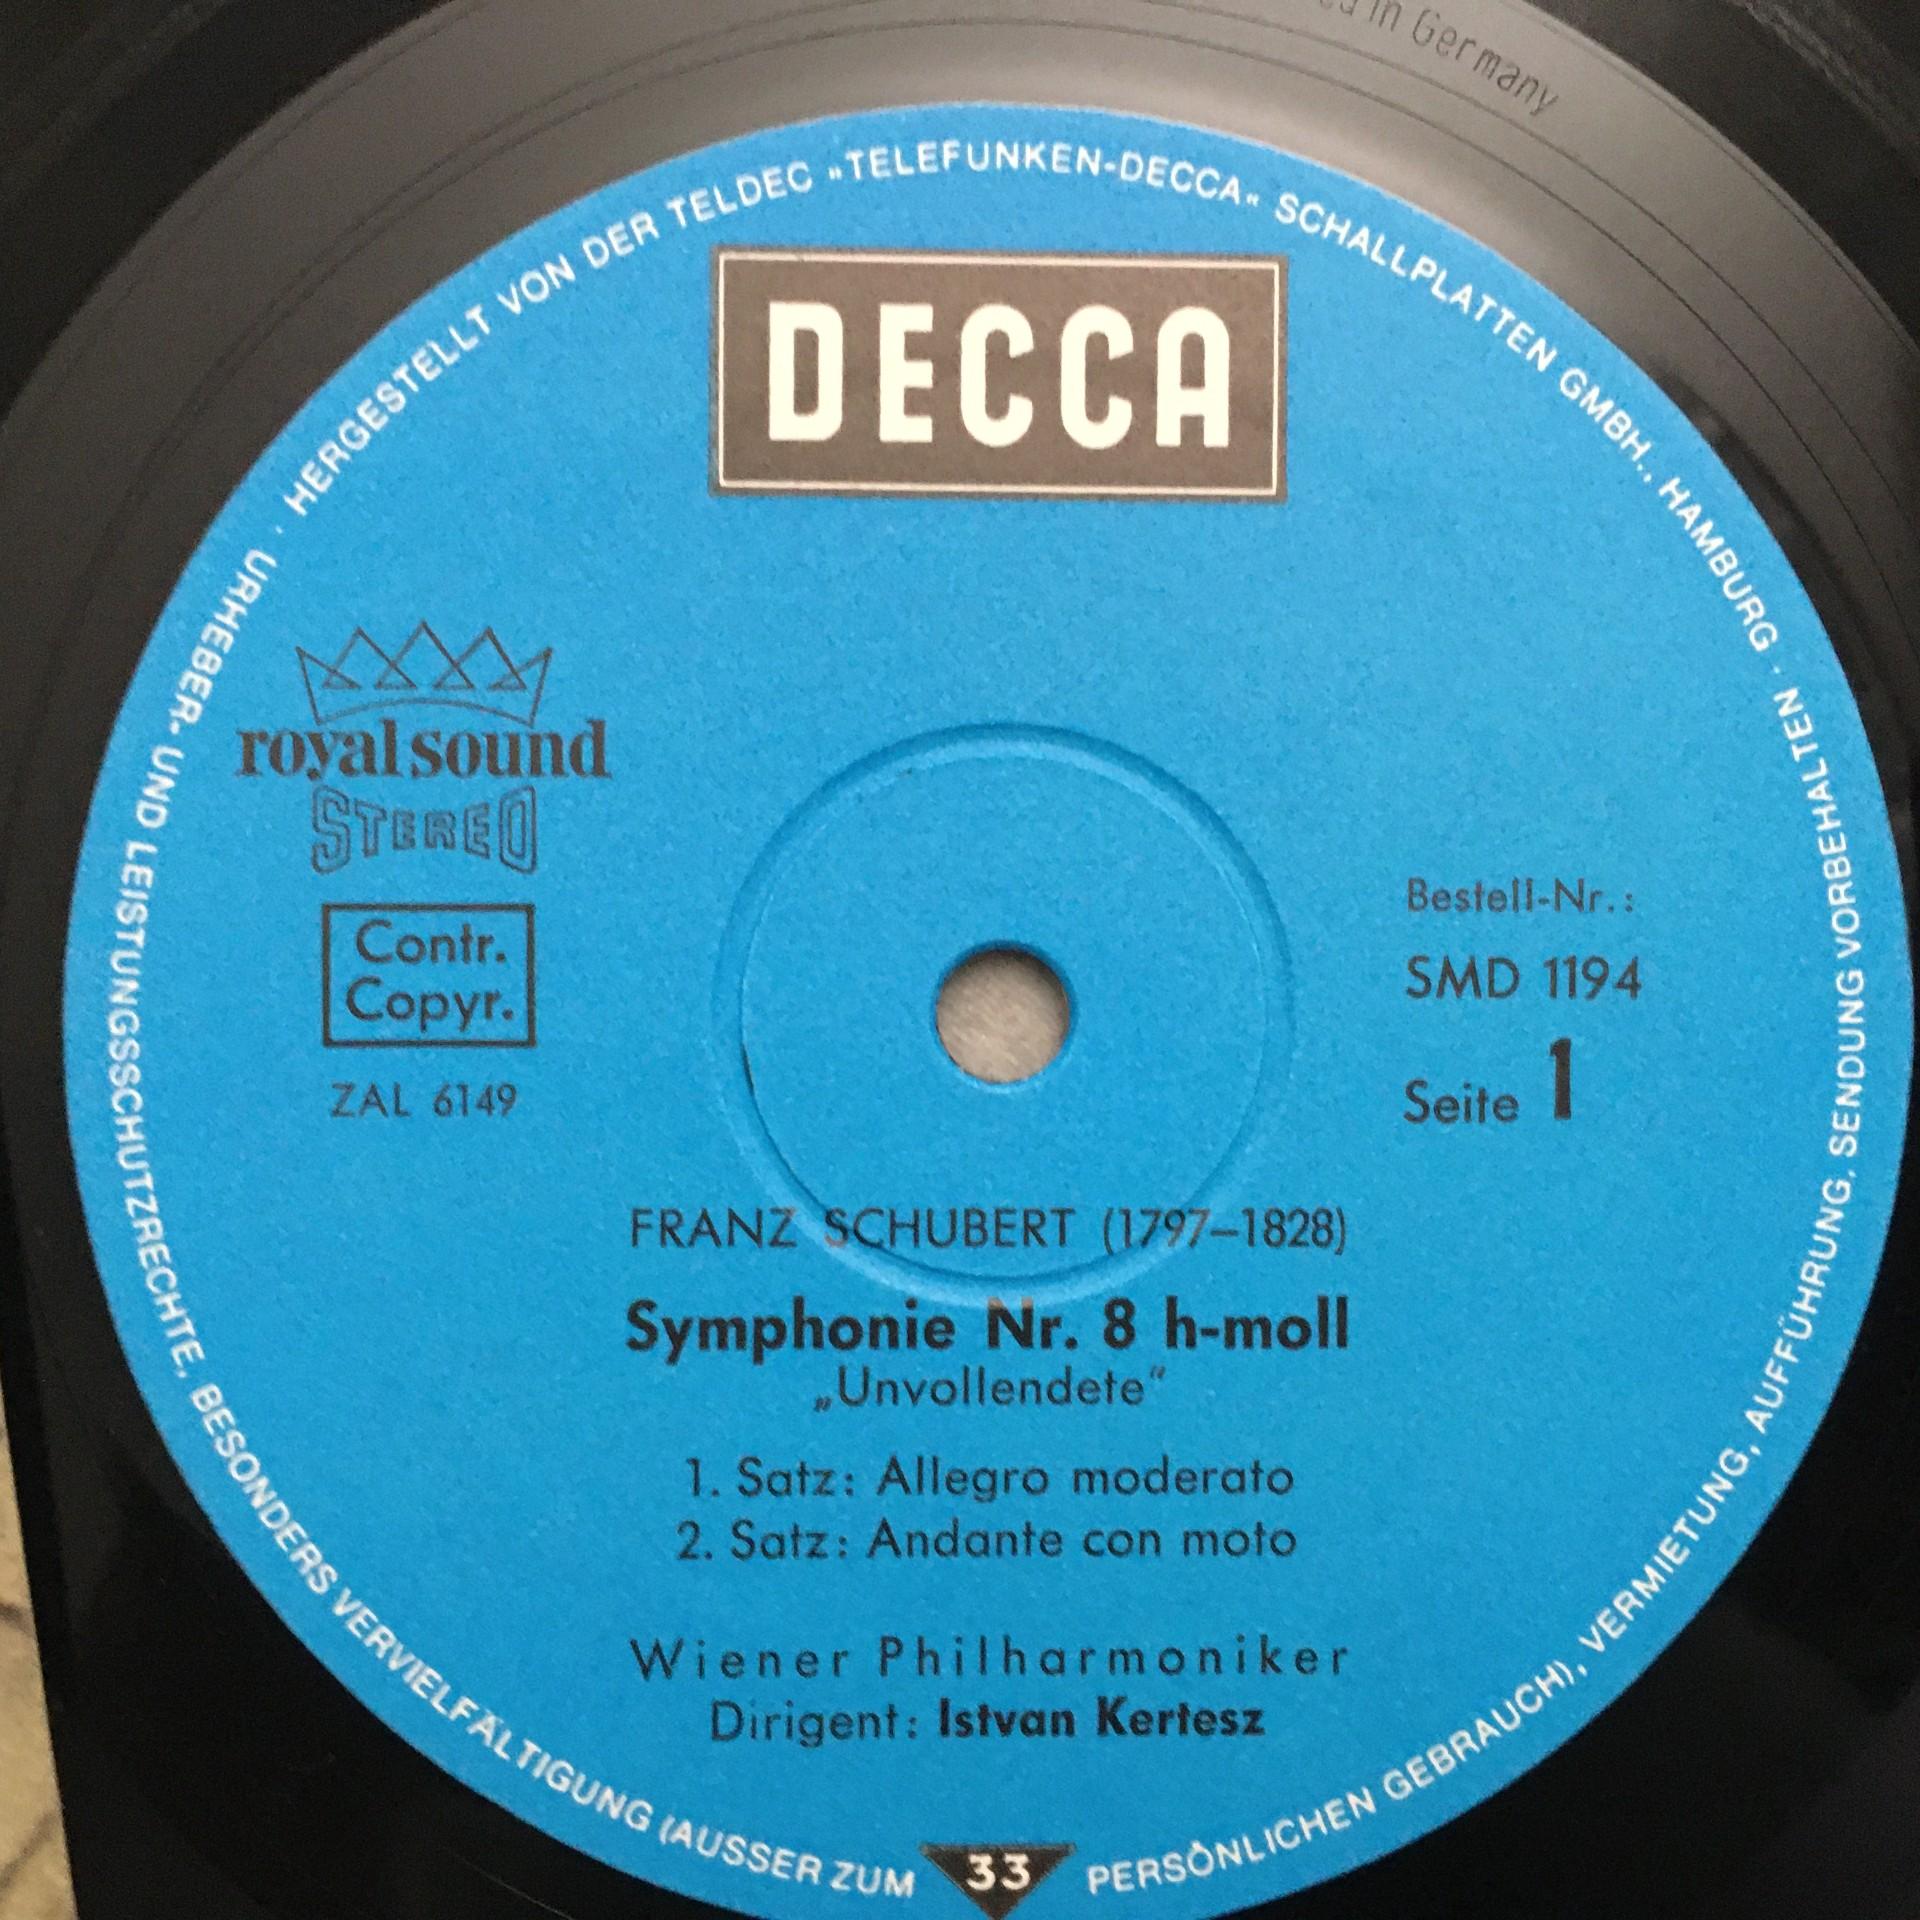 in Germany
HERGESTELLT VON DER TELDEC »TELEFUNKEN-DECCA« SCHALLPLATTEN GMBH., HAMBURG ·
URHEBER- UND LEISTUNGSSCHUTZRECHTE, BESONDERS VERVIELFÄLTIGUNG (AUSSER ZUM PERSÖNLICHEN GEBRAUCH), VERMIETUNG, AUFFÜHRUNG, SENDUNG VORBEHALTEN ·
DECCA
royal sound
STEREO
Contr.
Copyr.
ZAL 6149
Bestell-Nr.:
SMD 1194
Seite 1
FRANZ SCHUBERT (1797–1828)
Symphonie Nr. 8 h-moll
„Unvollendete“
1. Satz: Allegro moderato
2. Satz: Andante con moto
Wiener Philharmoniker
Dirigent: Istvan Kertesz
33